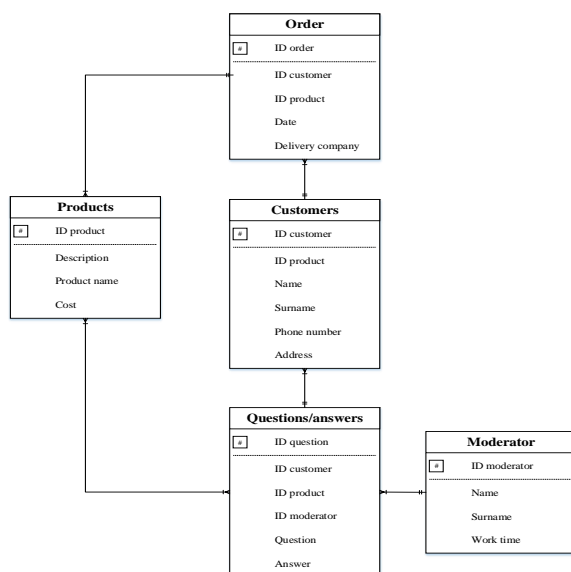 Order
# ID order
ID customer
ID product
Date
Delivery company
Products
# ID product
Description
Product name
Cost
Customers
# ID customer
ID product
Name
Surname
Phone number
Address
Questions/answers
# ID question
ID customer
ID product
ID moderator
Question
Answer
Moderator
# ID moderator
Name
Surname
Work time